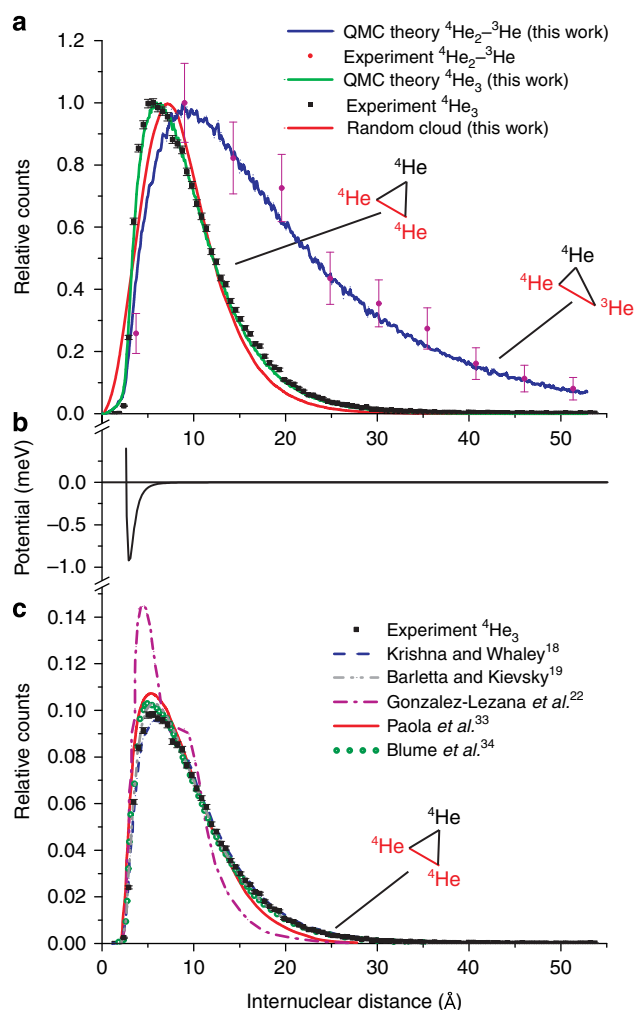 a
QMC theory ⁴He₂–³He (this work)
Experiment ⁴He₂–³He
QMC theory ⁴He₃ (this work)
Experiment ⁴He₃
Random cloud (this work)
1.2
1.0
0.8
0.6
0.4
0.2
0.0
Relative counts
⁴He
⁴He
⁴He
⁴He
⁴He
³He
10
20
30
40
50
b
Potential (meV)
0.0
−0.5
−1.0
c
Relative counts
0.14
0.12
0.10
0.08
0.06
0.04
0.02
0.00
Experiment ⁴He₃
Krishna and Whaley¹⁸
Barletta and Kievsky¹⁹
Gonzalez-Lezana et al.²²
Paola et al.³³
Blume et al.³⁴
⁴He
⁴He
⁴He
0
10
20
30
40
50
Internuclear distance (Å)